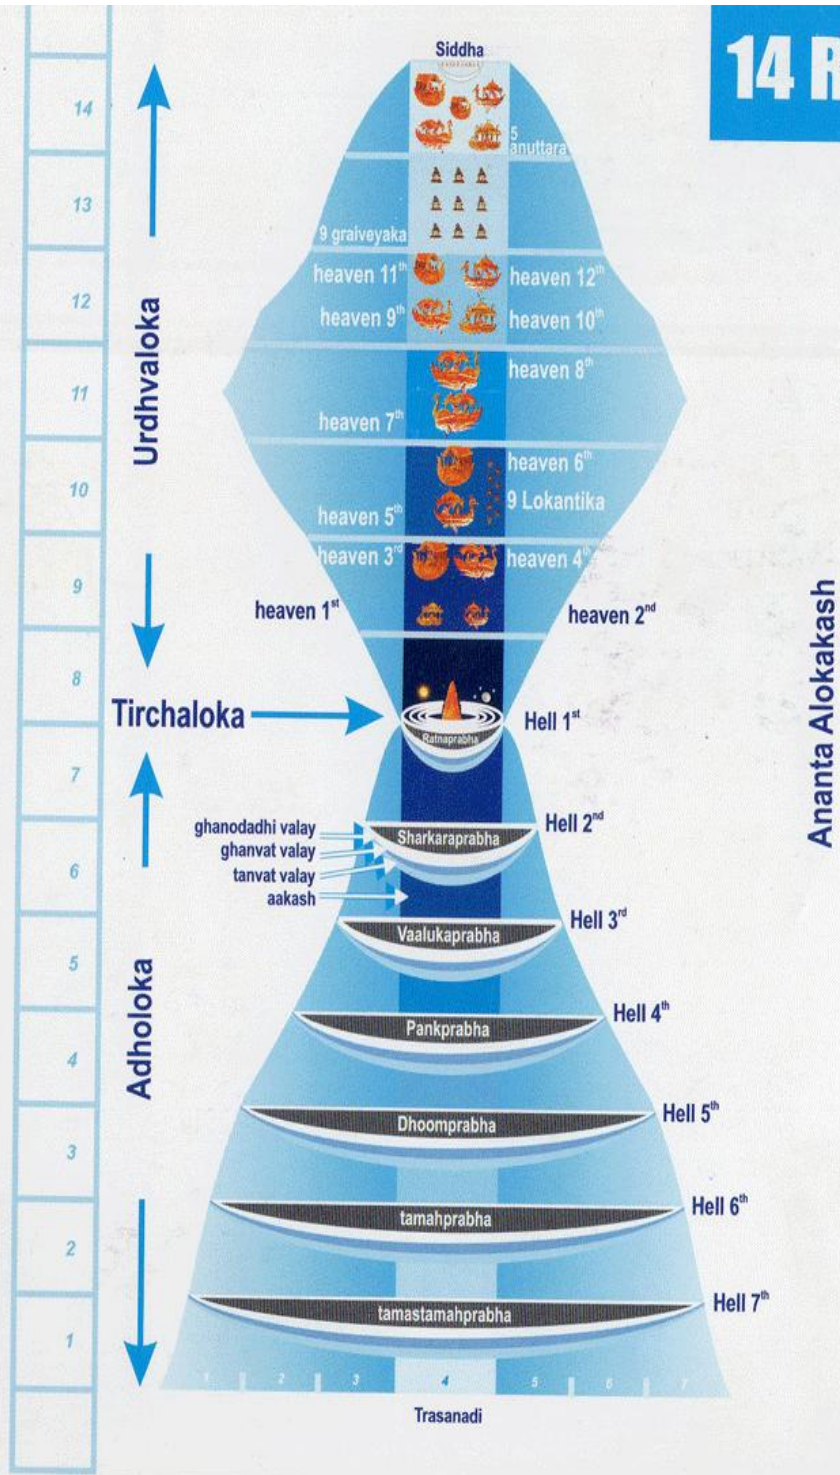 14 R
Siddha
14
5
anuttara
13
9 graiveyaka
heaven 11th
heaven 12th
12
heaven 9th
heaven 10th
Urdhvaloka
heaven 8th
11
heaven 7th
heaven 6th
10
9 Lokantika
heaven 5th
heaven 3rd
heaven 4th
9
heaven 1st
heaven 2nd
Ananta Alokakash
8
Tirchaloka
Hell 1st
Ratnaprabha
7
Hell 2nd
ghanodadhi valay
Sharkaraprabha
ghanvat valay
tanvat valay
6
aakash
Hell 3rd
Vaalukaprabha
5
Adholoka
Hell 4th
Pankprabha
4
Hell 5th
Dhoomprabha
3
Hell 6th
tamahprabha
2
Hell 7th
tamastamahprabha
1
1 2 3 4 5 6 7
Trasanadi